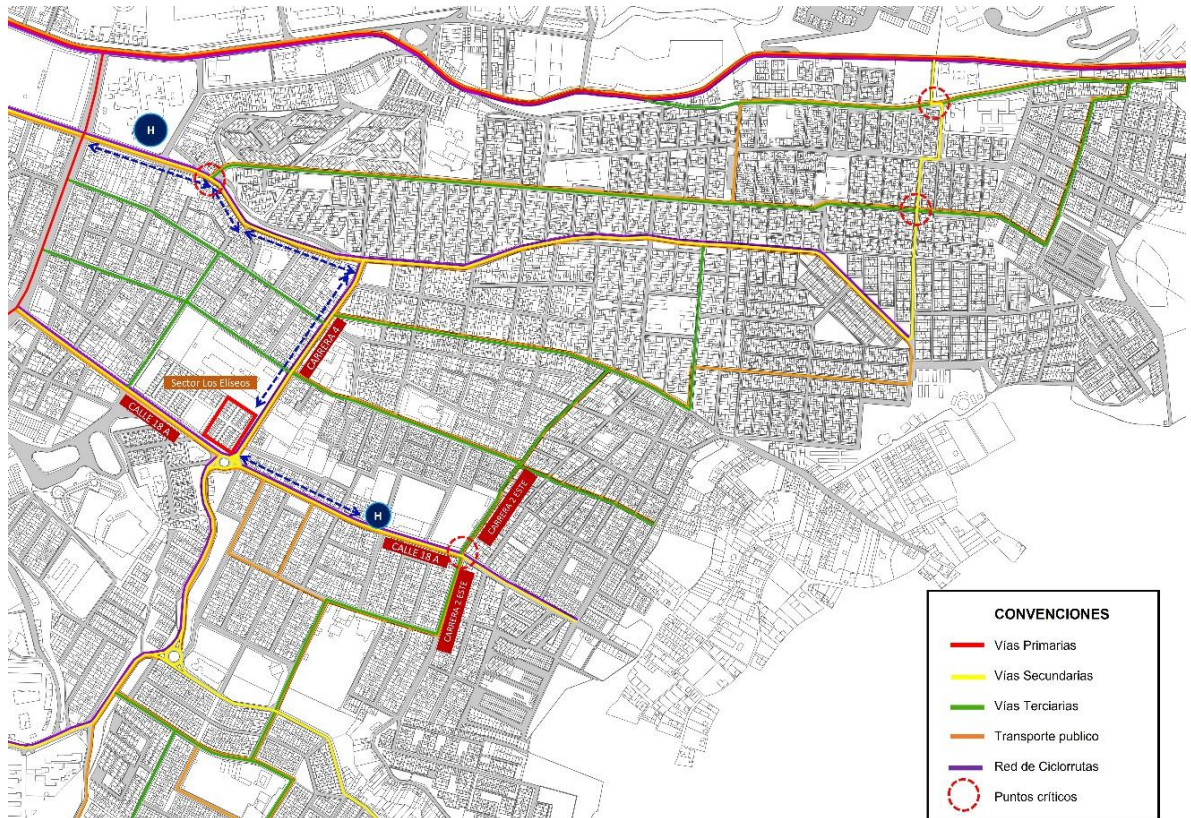 H
CARRERA 4
Sector Los Elíseos
CALLE 18 A
H
CARRERA 2 ESTE
CALLE 18 A
CARRERA 2 ESTE
CONVENCIONES
Vías Primarias
Vías Secundarias
Vías Terciarias
Transporte publico
Red de Ciclorrutas
Puntos críticos